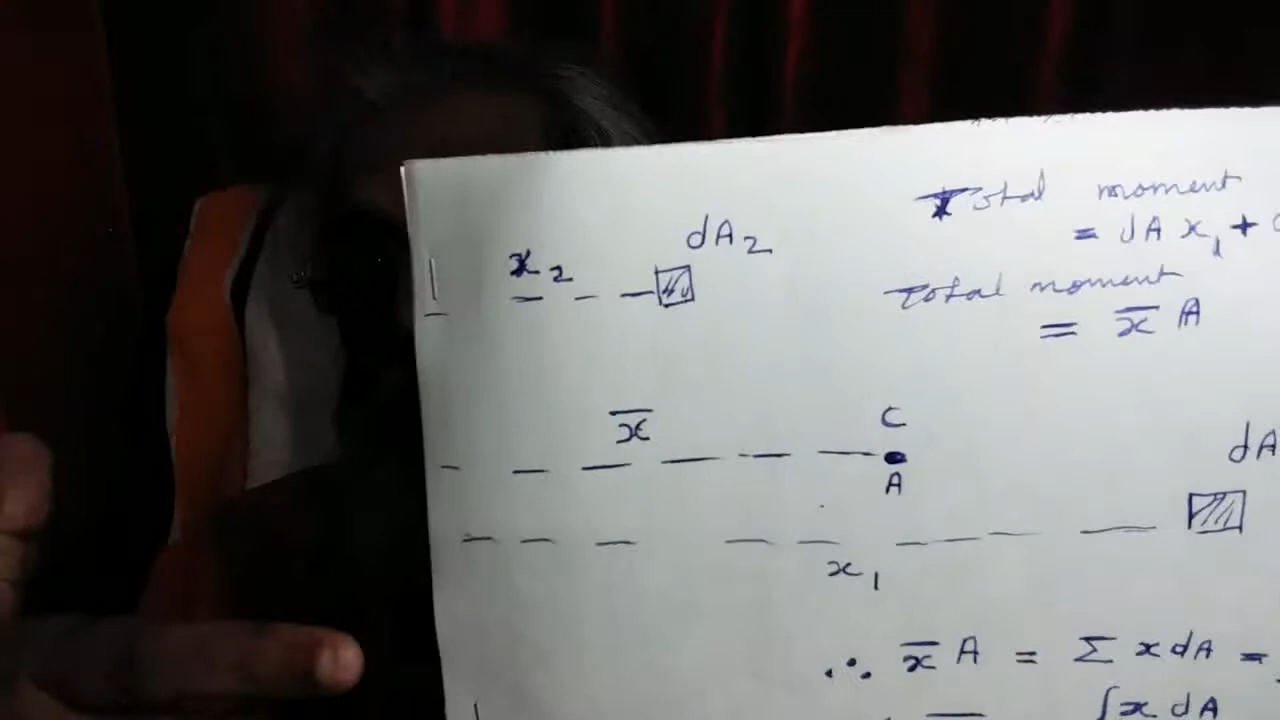 Total moment
= dA x₁ +
dA₂
x₂
Total moment
= x̅ A
x̅
C
A
dA
x₁
∴ x̅ A = Σ x dA =
∫x dA